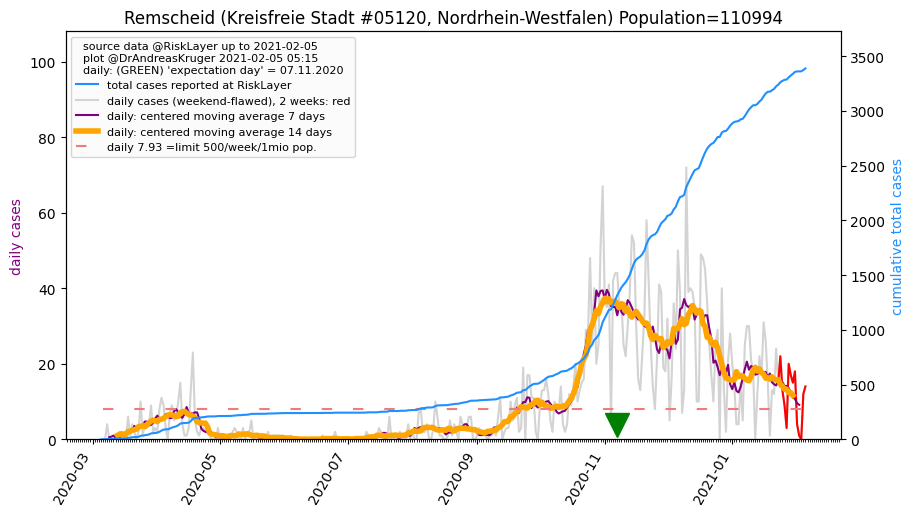 Remscheid (Kreisfreie Stadt #05120, Nordrhein-Westfalen) Population=110994
source data @RiskLayer up to 2021-02-05
plot @DrAndreasKruger 2021-02-05 05:15
daily: (GREEN) 'expectation day' = 07.11.2020
total cases reported at RiskLayer
daily cases (weekend-flawed), 2 weeks: red
daily: centered moving average 7 days
daily: centered moving average 14 days
daily 7.93 =limit 500/week/1mio pop.
daily cases
100
80
60
40
20
0
cumulative total cases
3500
3000
2500
2000
1500
1000
500
0
2020-03
2020-05
2020-07
2020-09
2020-11
2021-01